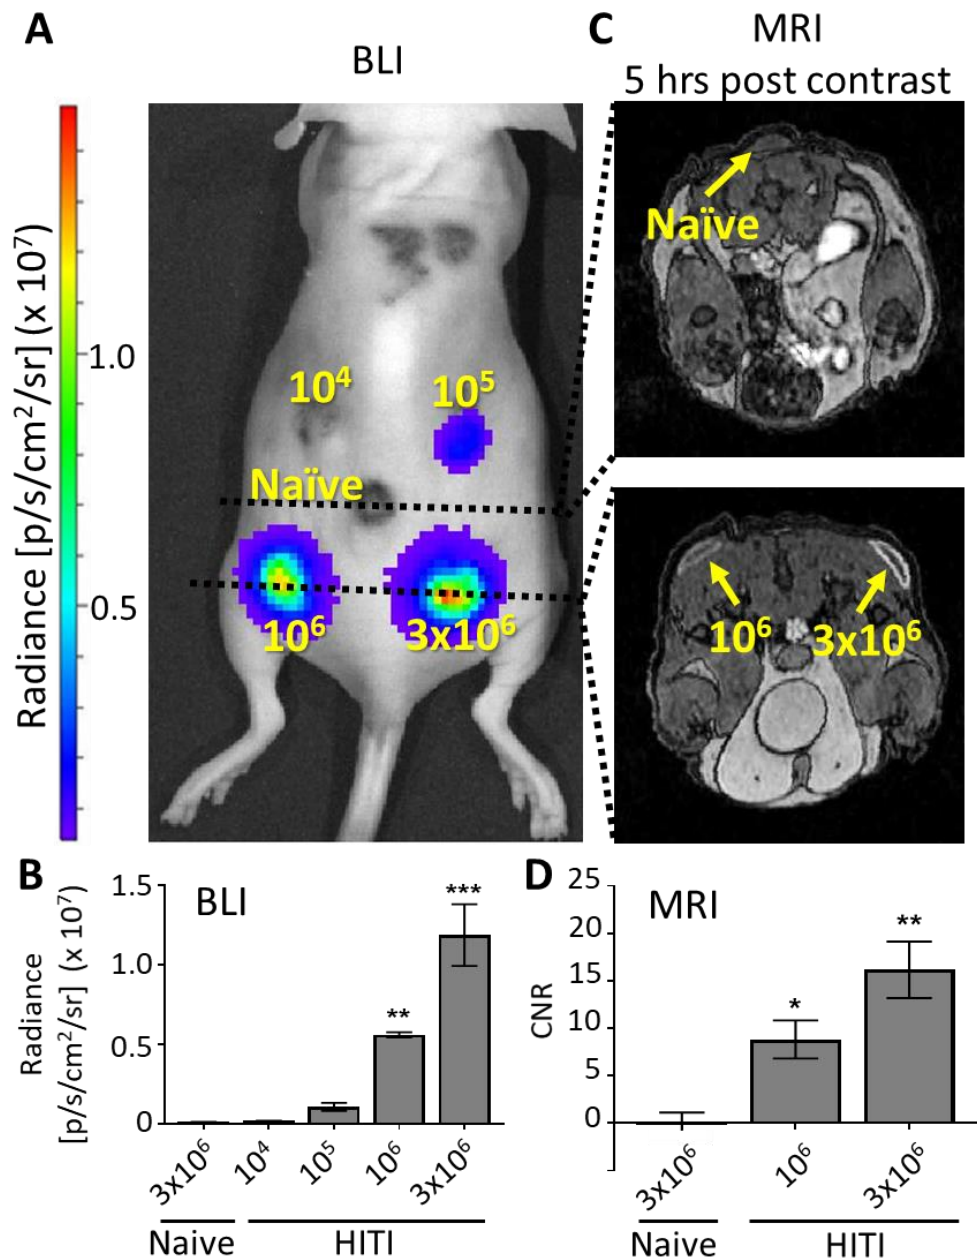 A
BLI
Radiance [p/s/cm²/sr] (x 10⁷)
1.0
0.5
10⁴
10⁵
Naïve
10⁶
3x10⁶
C
MRI
5 hrs post contrast
Naïve
10⁶
3x10⁶
B
BLI
Radiance
[p/s/cm²/sr] (x 10⁷)
1.5
1.0
0.5
0
**
***
3x10⁶
10⁴
10⁵
10⁶
3x10⁶
Naive
HITI
D
MRI
CNR
25
20
15
10
5
0
*
**
3x10⁶
10⁶
3x10⁶
Naive
HITI